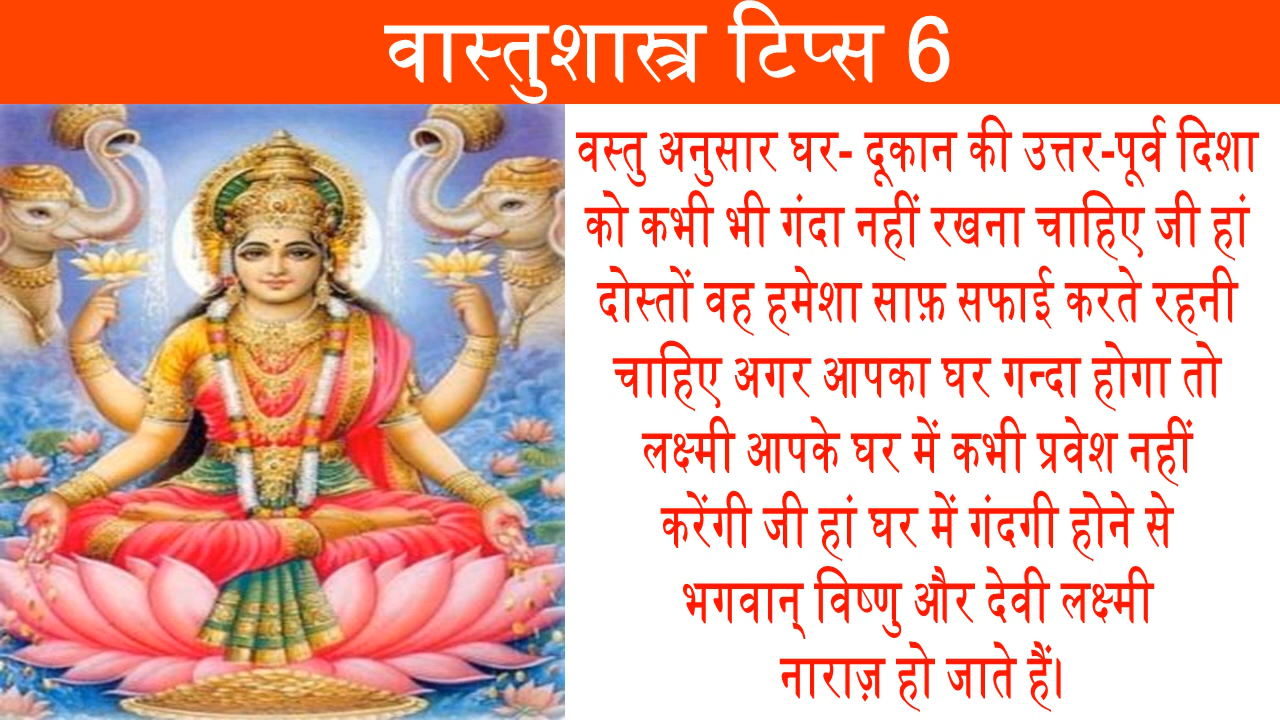 वास्तुशास्त्र टिप्स 6
वस्तु अनुसार घर- दूकान की उत्तर-पूर्व दिशा
को कभी भी गंदा नहीं रखना चाहिए जी हां
दोस्तों वह हमेशा साफ़ सफाई करते रहनी
चाहिए अगर आपका घर गन्दा होगा तो
लक्ष्मी आपके घर में कभी प्रवेश नहीं
करेंगी जी हां घर में गंदगी होने से
भगवान् विष्णु और देवी लक्ष्मी
नाराज़ हो जाते हैं।